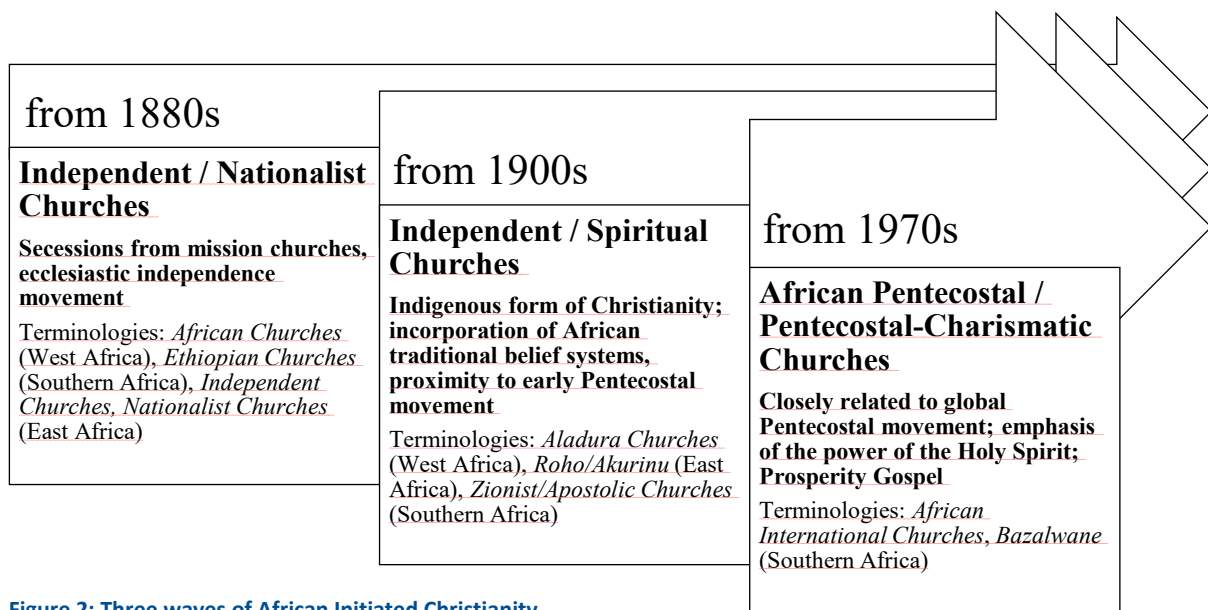 from 1880s
Independent / Nationalist
Churches
Secessions from mission churches,
ecclesiastic independence
movement
Terminologies: African Churches
(West Africa), Ethiopian Churches
(Southern Africa), Independent
Churches, Nationalist Churches
(East Africa)
from 1900s
Independent / Spiritual
Churches
Indigenous form of Christianity;
incorporation of African
traditional belief systems,
proximity to early Pentecostal
movement
Terminologies: Aladura Churches
(West Africa), Roho/Akurinu (East
Africa), Zionist/Apostolic Churches
(Southern Africa)
from 1970s
African Pentecostal /
Pentecostal-Charismatic
Churches
Closely related to global
Pentecostal movement; emphasis
of the power of the Holy Spirit;
Prosperity Gospel
Terminologies: African
International Churches, Bazalwane
(Southern Africa)
Figure 2: Three waves of African Initiated Christianity